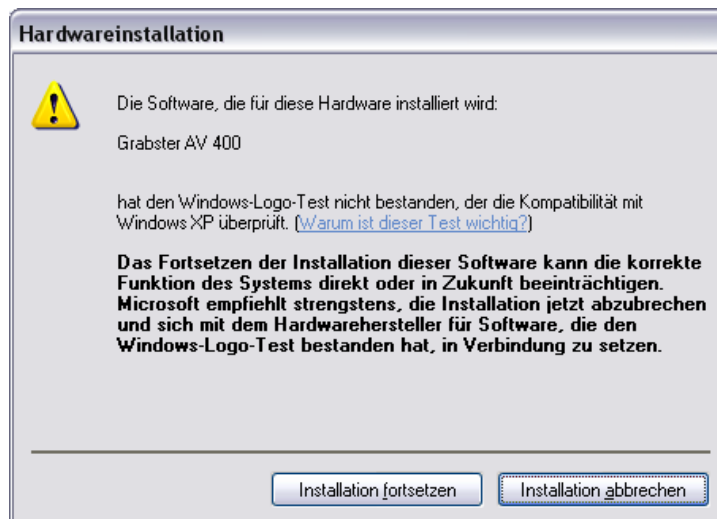 Hardwareinstallation
Die Software, die für diese Hardware installiert wird:
Grabster AV 400
hat den Windows-Logo-Test nicht bestanden, der die Kompatibilität mit
Windows XP überprüft. (Warum ist dieser Test wichtig?)
Das Fortsetzen der Installation dieser Software kann die korrekte
Funktion des Systems direkt oder in Zukunft beeinträchtigen.
Microsoft empfiehlt strengstens, die Installation jetzt abzubrechen
und sich mit dem Hardwarehersteller für Software, die den
Windows-Logo-Test bestanden hat, in Verbindung zu setzen.
Installation fortsetzen
Installation abbrechen